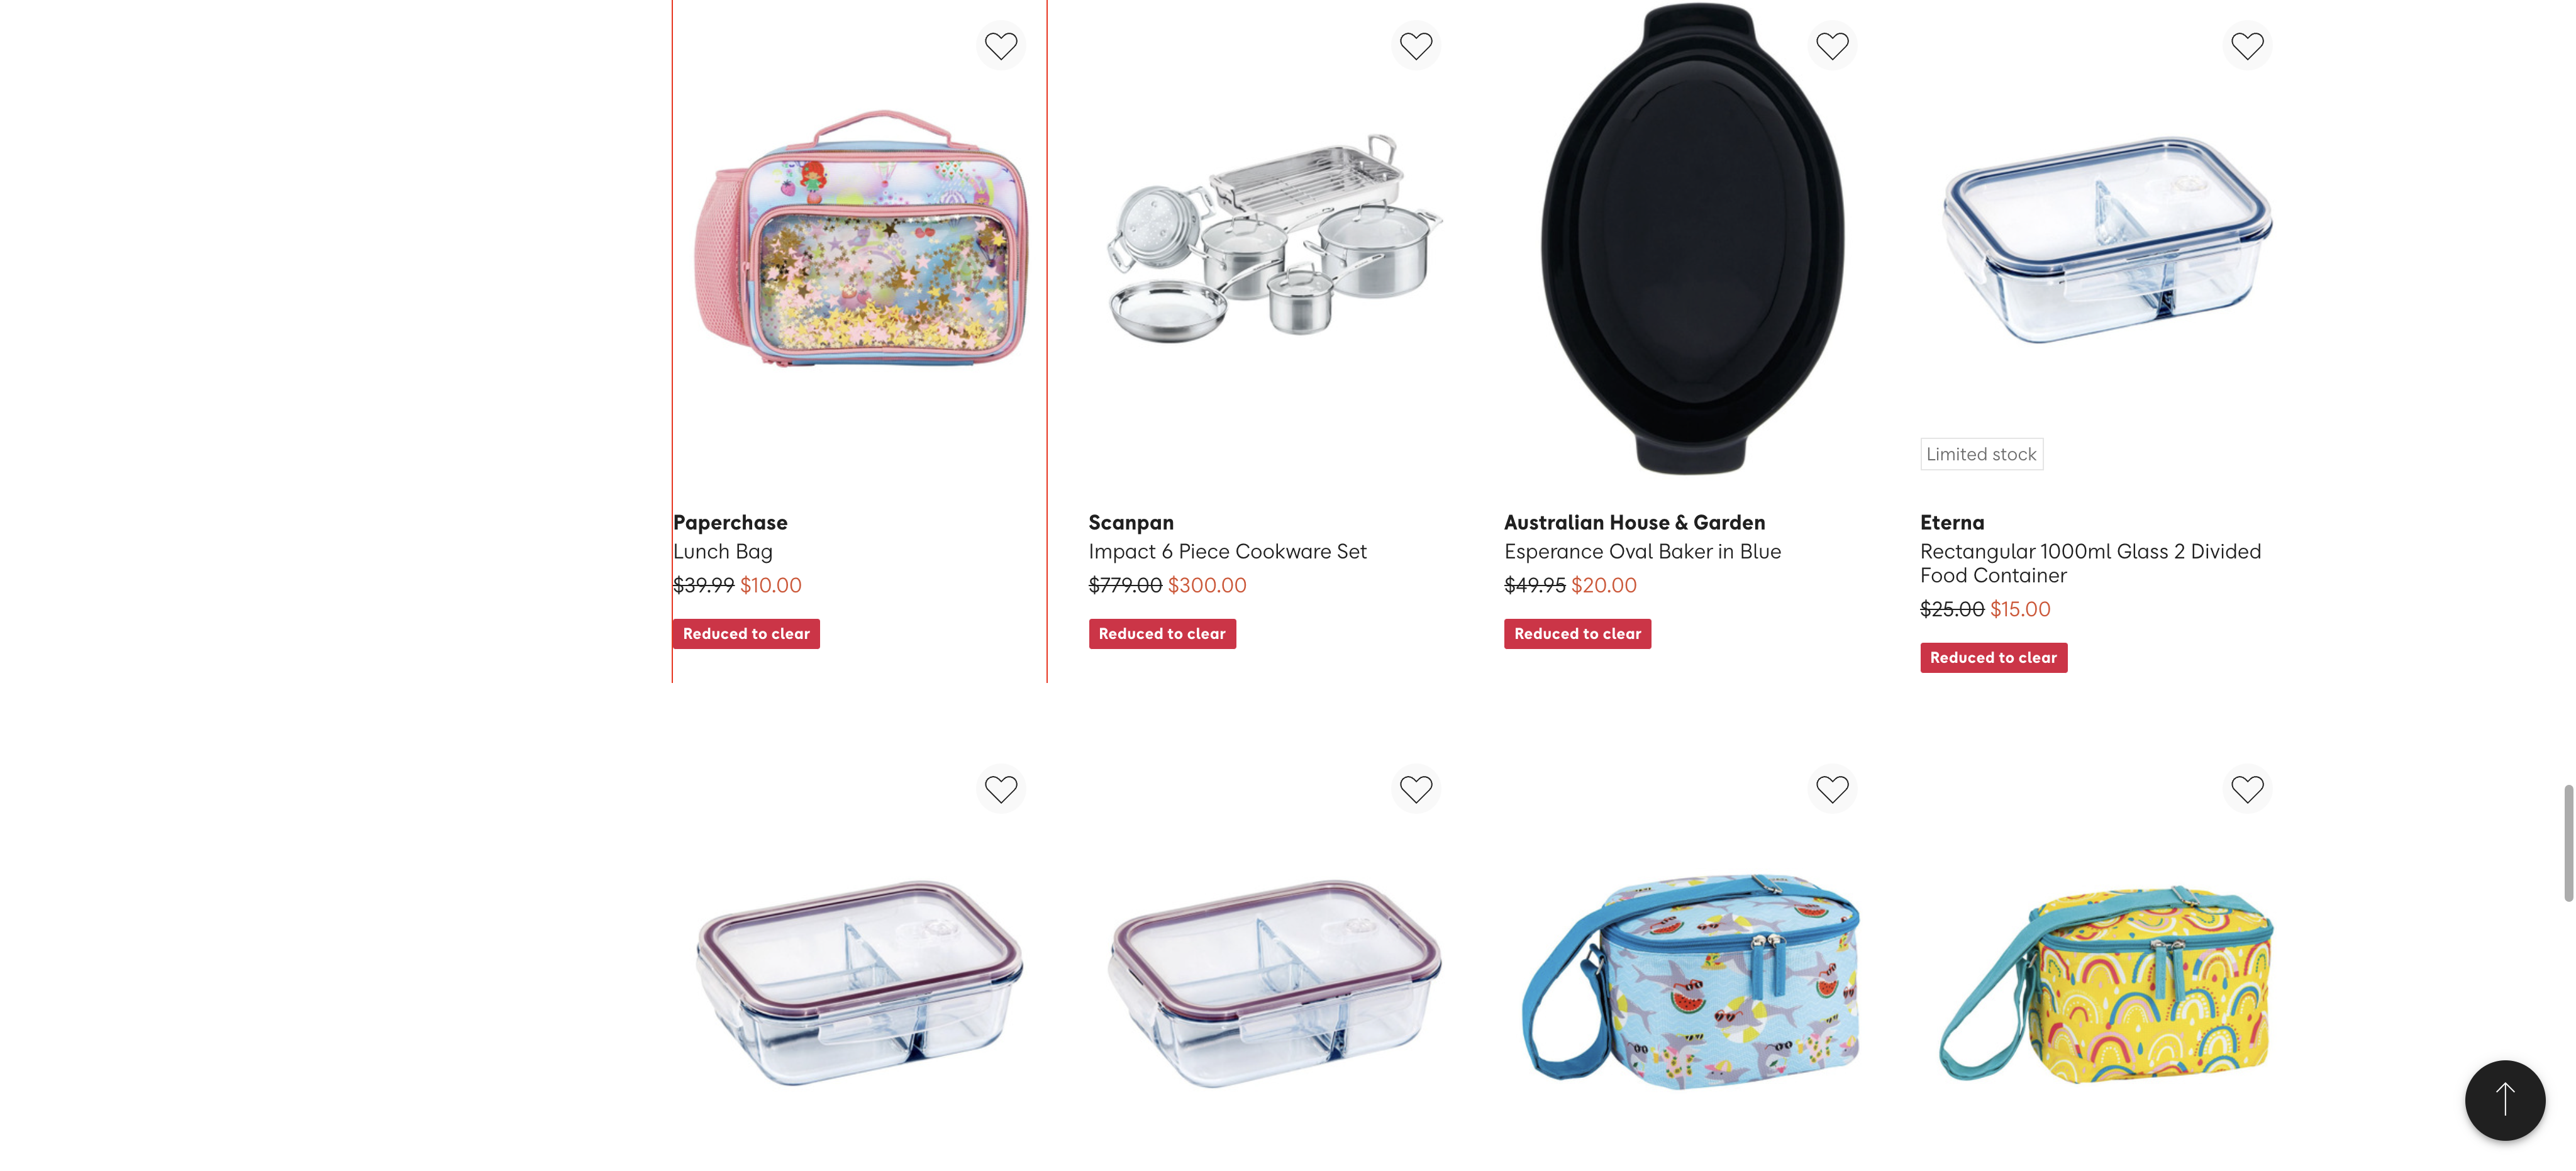 Limited stock
Paperchase
Lunch Bag
$39.99 $10.00
Reduced to clear
Scanpan
Impact 6 Piece Cookware Set
$779.00 $300.00
Reduced to clear
Australian House & Garden
Esperance Oval Baker in Blue
$49.95 $20.00
Reduced to clear
Eterna
Rectangular 1000ml Glass 2 Divided
Food Container
$25.00 $15.00
Reduced to clear